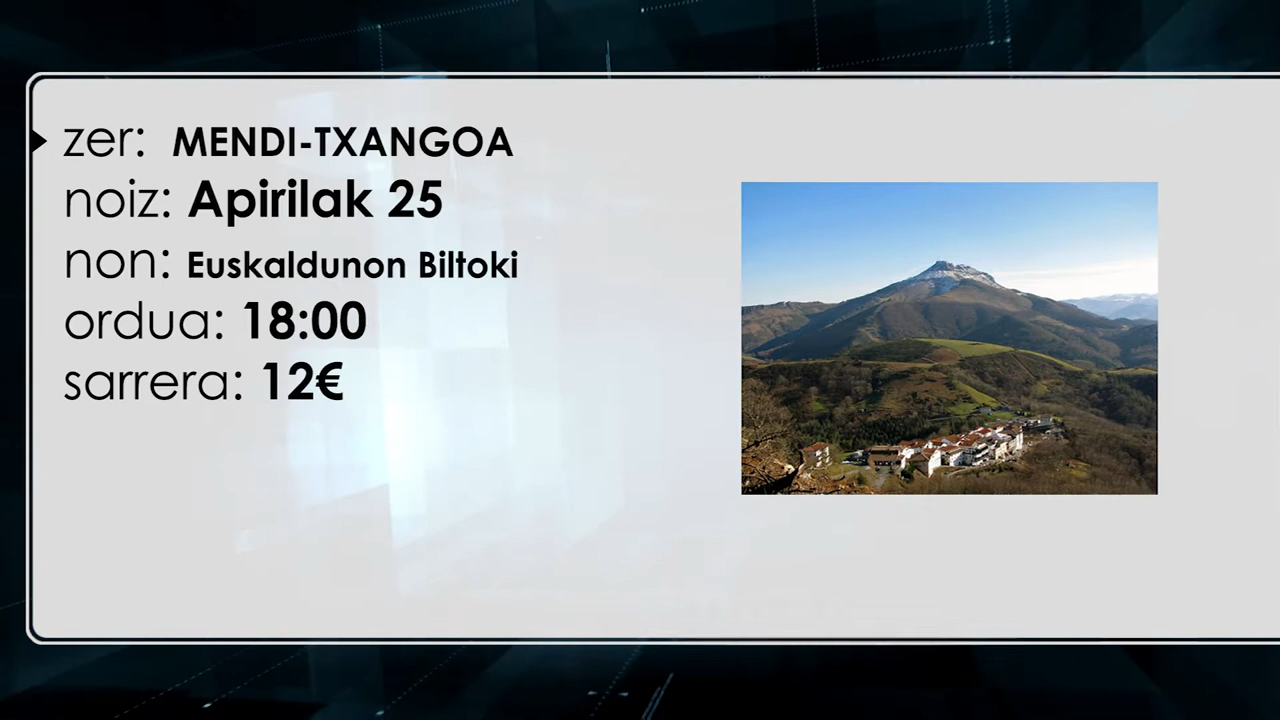 zer: MENDI-TXANGOA
noiz: Apirilak 25
non: Euskaldunon Biltoki
ordua: 18:00
sarrera: 12€